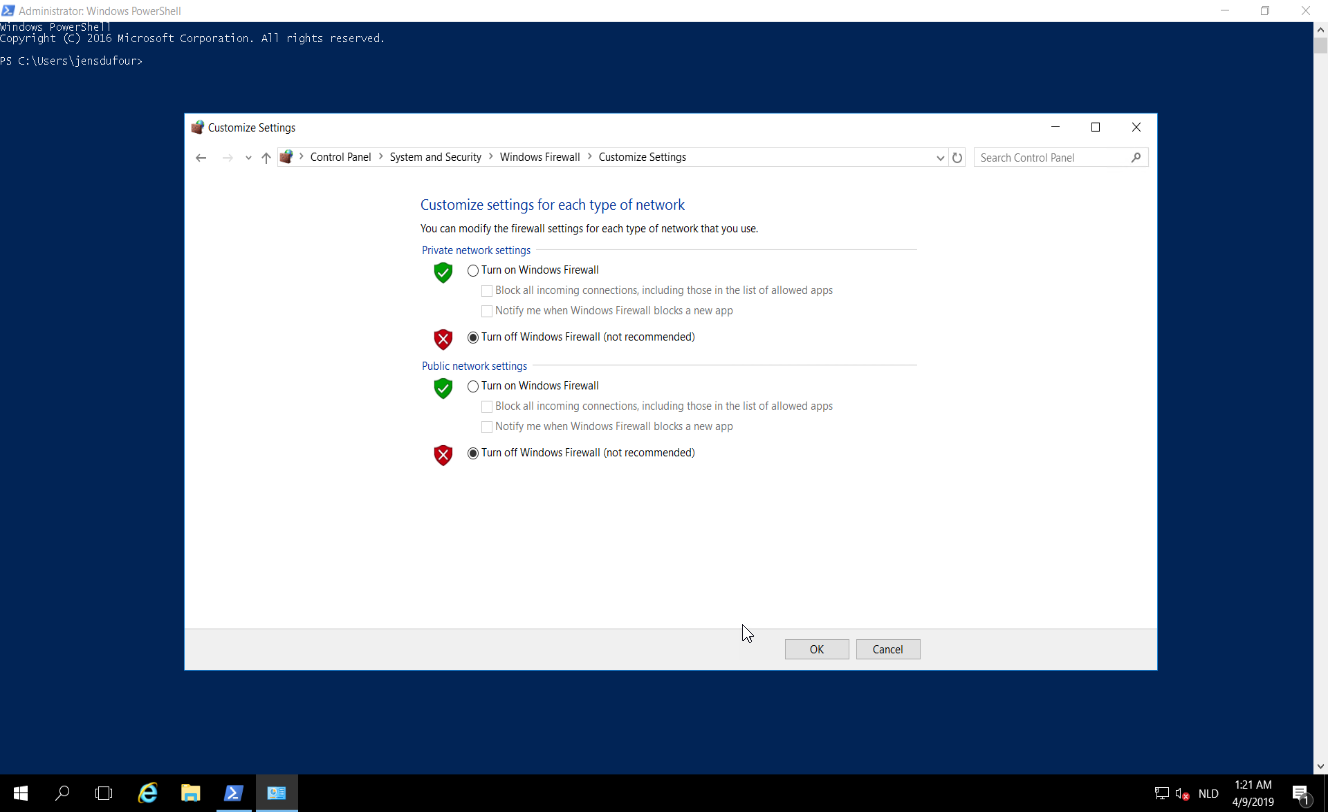 Administrator: Windows PowerShell
Windows PowerShell
Copyright (C) 2016 Microsoft Corporation. All rights reserved.
PS C:\Users\jensdufour>
Customize Settings
Control Panel > System and Security > Windows Firewall > Customize Settings
Search Control Panel
Customize settings for each type of network
You can modify the firewall settings for each type of network that you use.
Private network settings
Turn on Windows Firewall
Block all incoming connections, including those in the list of allowed apps
Notify me when Windows Firewall blocks a new app
Turn off Windows Firewall (not recommended)
Public network settings
Turn on Windows Firewall
Block all incoming connections, including those in the list of allowed apps
Notify me when Windows Firewall blocks a new app
Turn off Windows Firewall (not recommended)
OK
Cancel
NLD
1:21 AM
4/9/2019
1